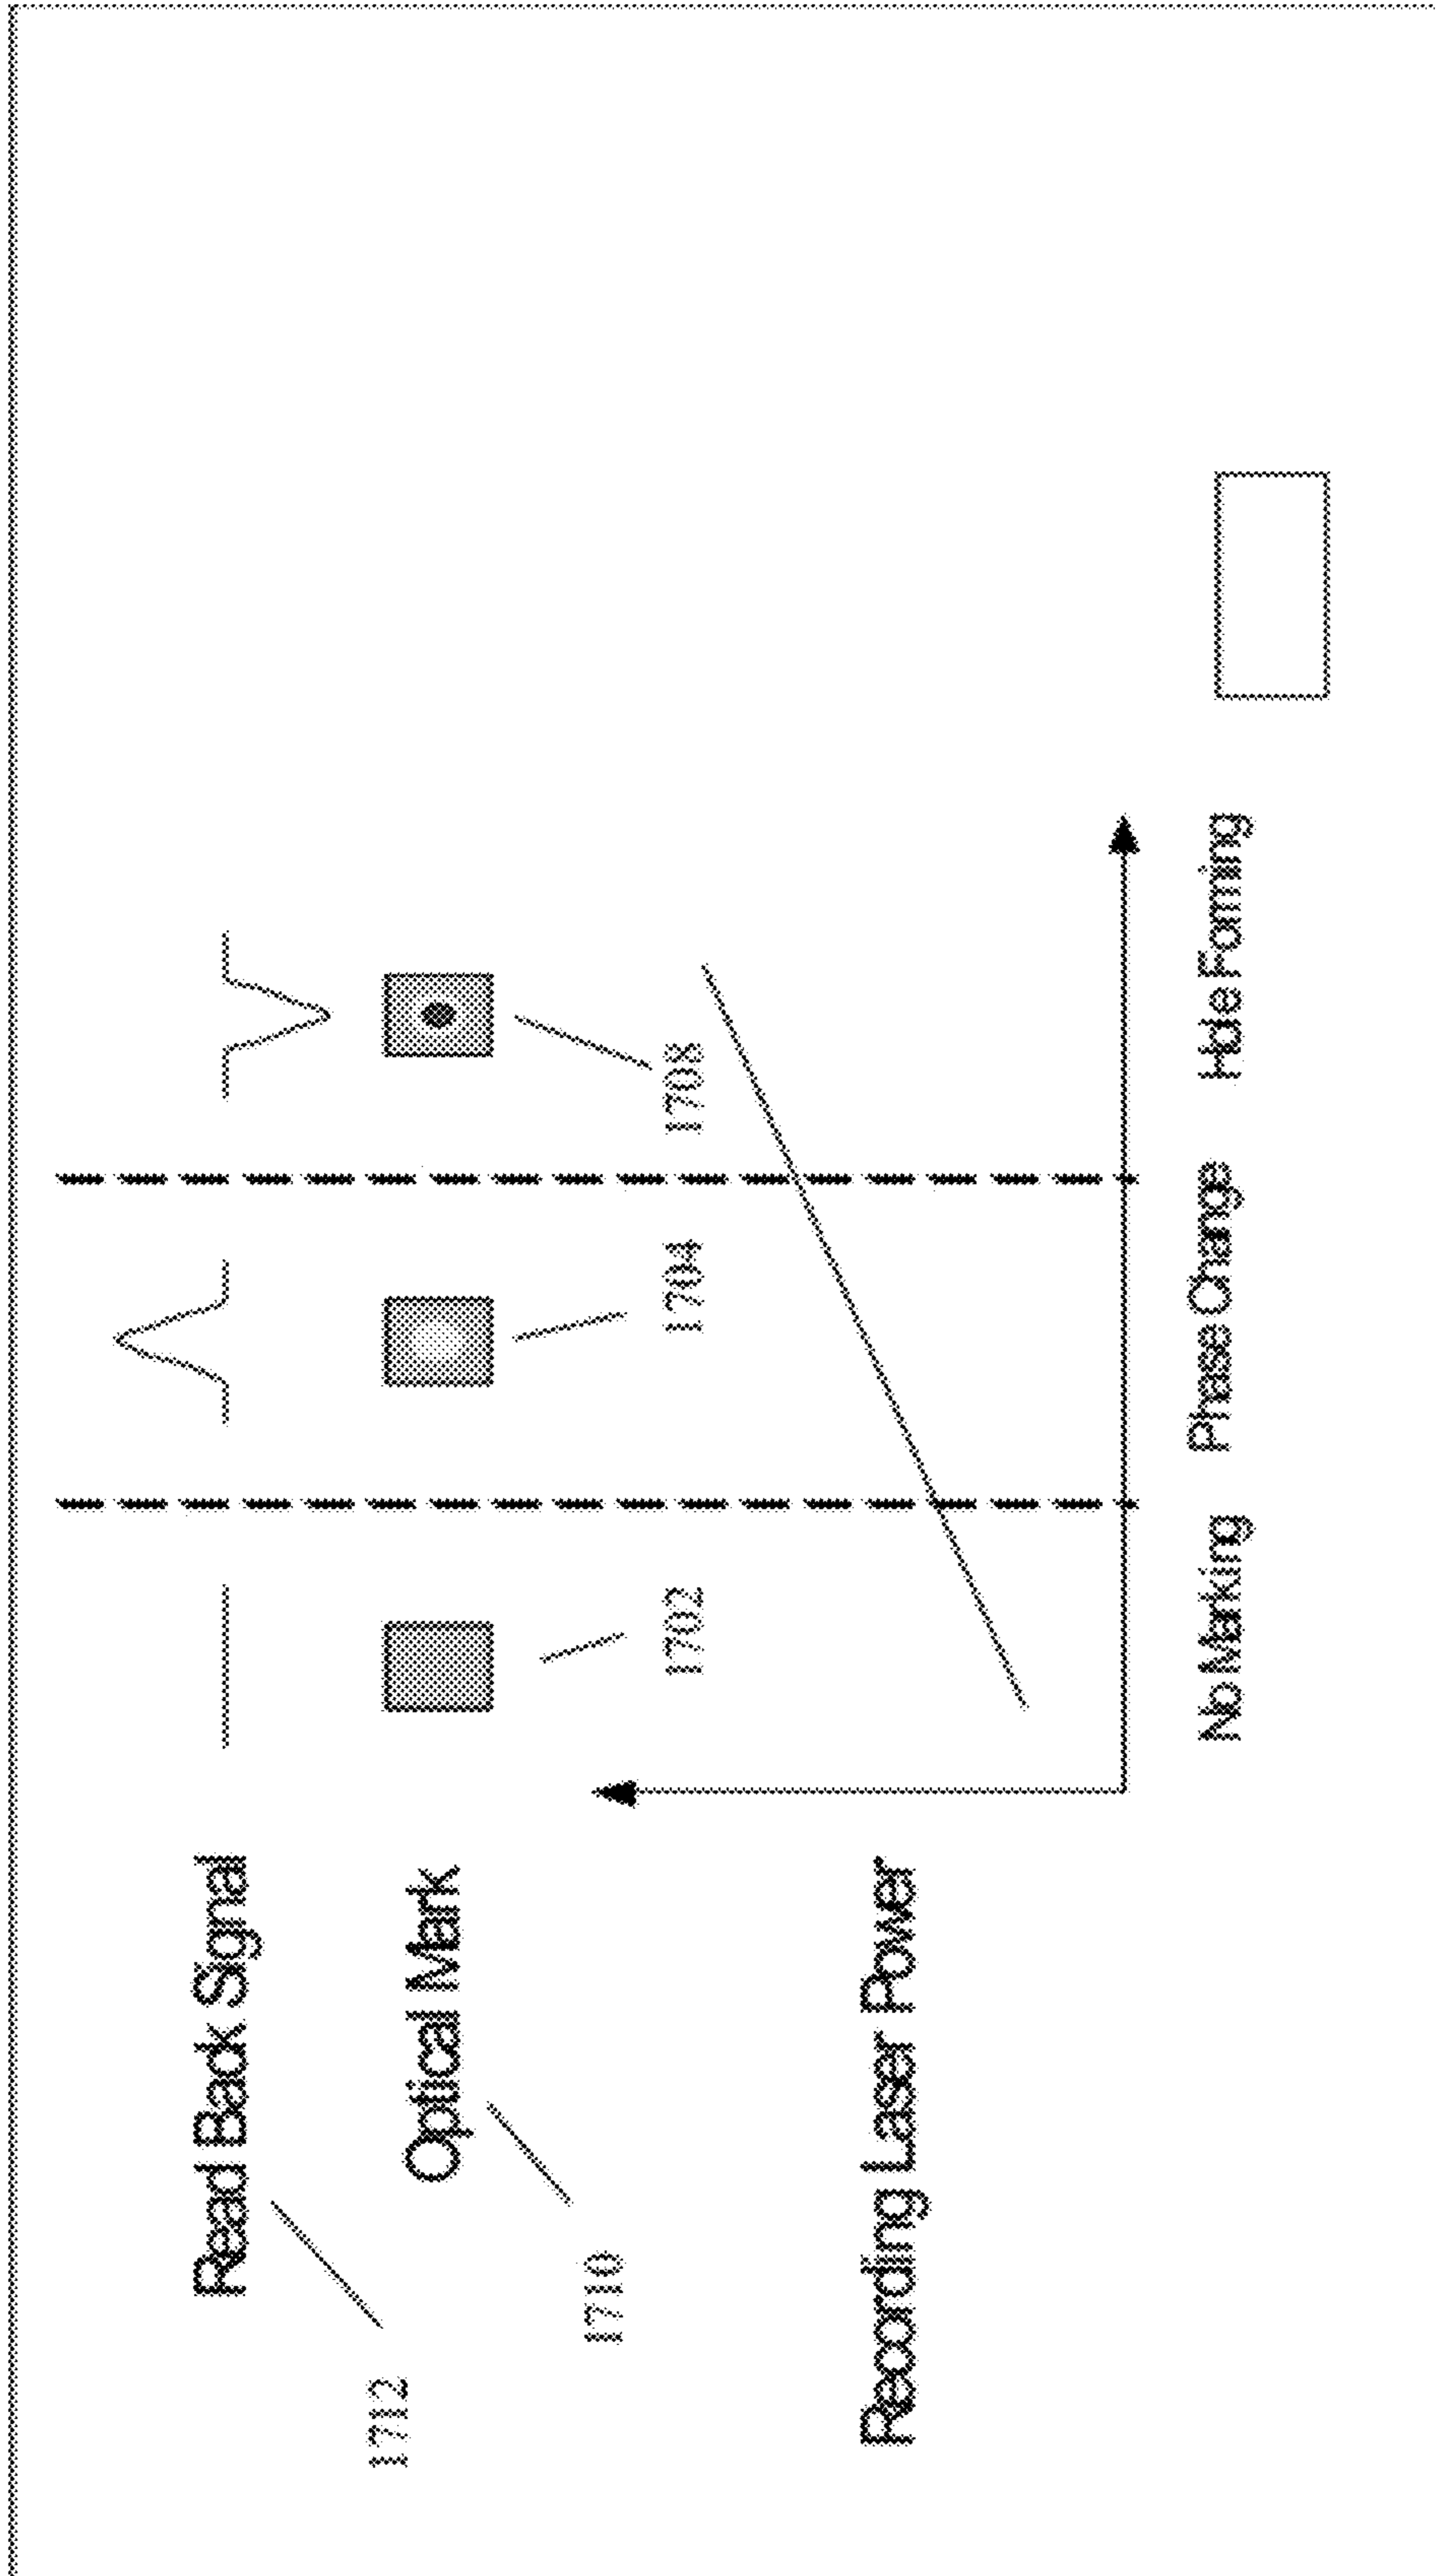 Read Back Signal
1712
Optical Mark
1710
1702
1704
1708
Recording Laser Power
No Marking
Phase Change
Hole Forming